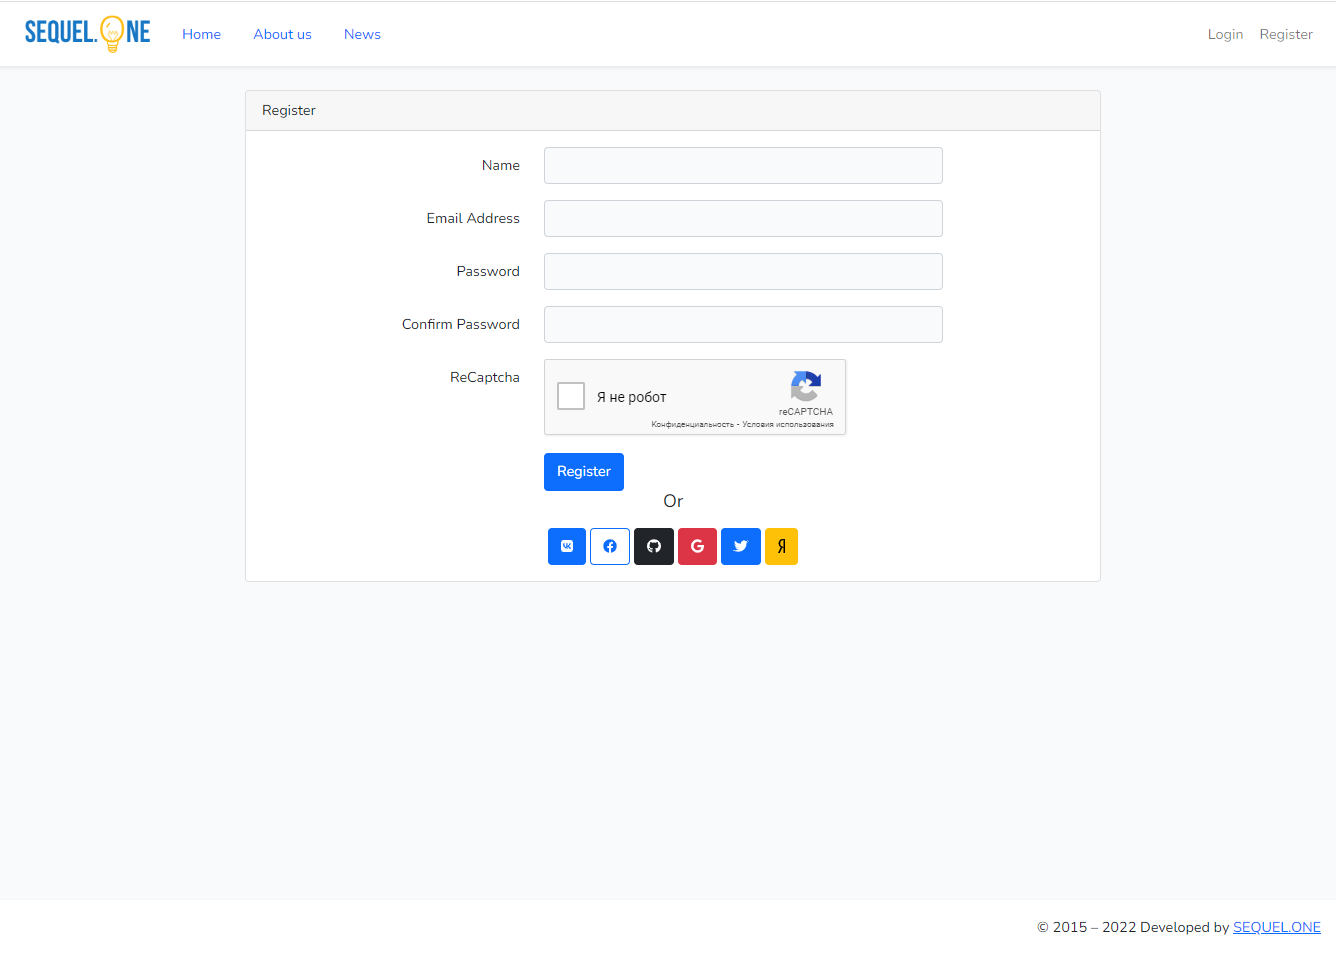 SEQUEL.ONE Home About us News Login Register
Register
Name
Email Address
Password
Confirm Password
ReCaptcha
Я не робот
reCAPTCHA
Конфиденциальность - Условия использования
Register
Or
Я
© 2015 – 2022 Developed by SEQUEL.ONE